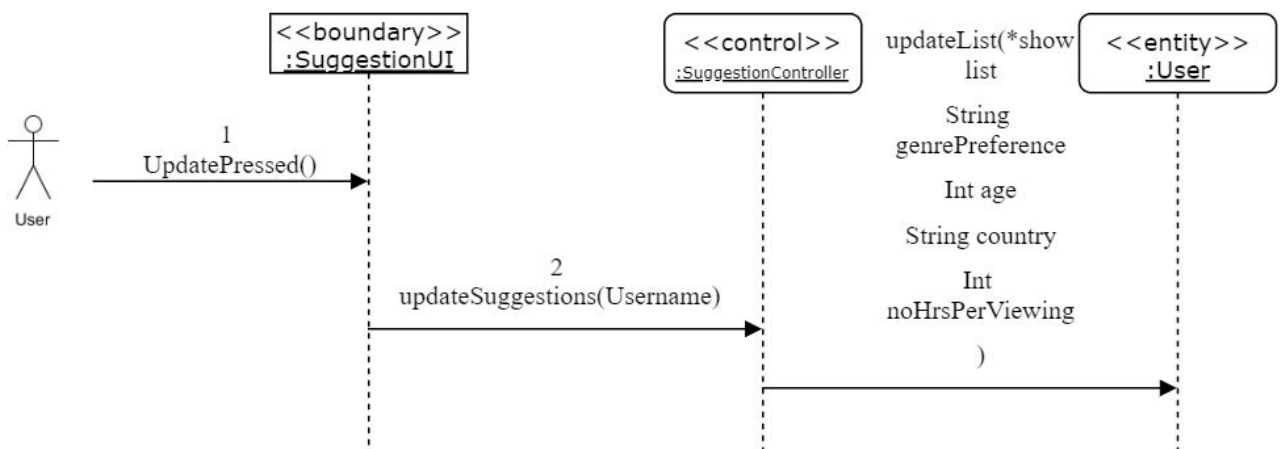 <<boundary>>
:SuggestionUI
<<control>>
:SuggestionController
updateList(*show
list
String
genrePreference
Int age
String country
Int
noHrsPerViewing
)
<<entity>>
:User
User
1
UpdatePressed()
2
updateSuggestions(Username)